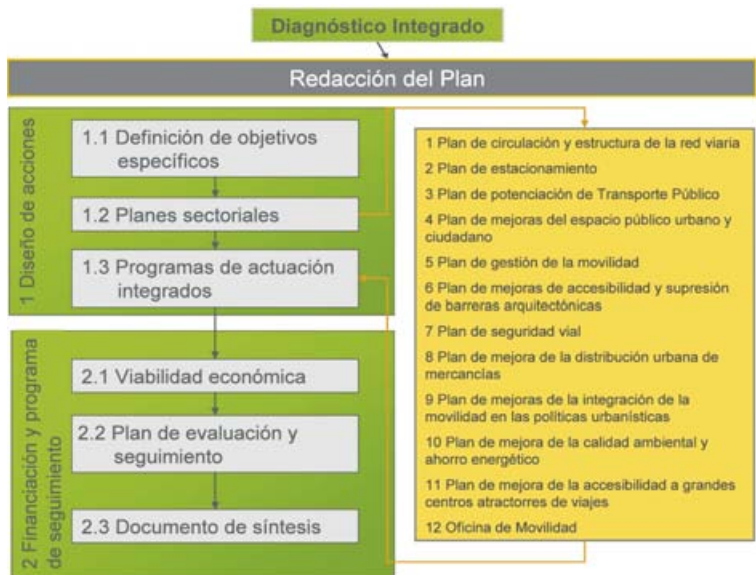 Diagnóstico Integrado
Redacción del Plan
1 Diseño de acciones
1.1 Definición de objetivos
específicos
1.2 Planes sectoriales
1.3 Programas de actuación
integrados
2 Financiación y programa
de seguimiento
2.1 Viabilidad económica
2.2 Plan de evaluación y
seguimiento
2.3 Documento de síntesis
1 Plan de circulación y estructura de la red viaria
2 Plan de estacionamiento
3 Plan de potenciación de Transporte Público
4 Plan de mejoras del espacio público urbano y
ciudadano
5 Plan de gestión de la movilidad
6 Plan de mejoras de accesibilidad y supresión
de barreras arquitectónicas
7 Plan de seguridad vial
8 Plan de mejora de la distribución urbana de
mercancías
9 Plan de mejoras de la integración de la
movilidad en las políticas urbanísticas
10 Plan de mejora de la calidad ambiental y
ahorro energético
11 Plan de mejora de la accesibilidad a grandes
centros atractorres de viajes
12 Oficina de Movilidad